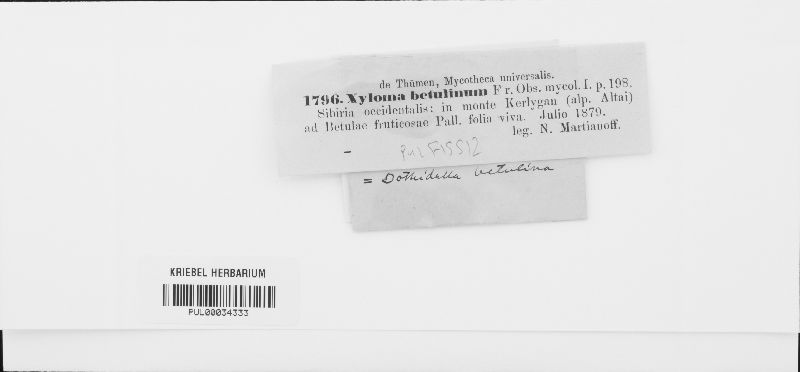 de Thümen, Mycotheca universalis.
1796. Xyloma betulinum Fr. Obs. mycol. I. p. 198.
Sibiria occidentalis: in monte Kerlygan (alp. Altai)
ad Betulae fruticosae Pall. folia viva. Julio 1879.
leg. N. Martianoff.
PUL F15512
= Dothidella betulina
KRIEBEL HERBARIUM
PUL00034333